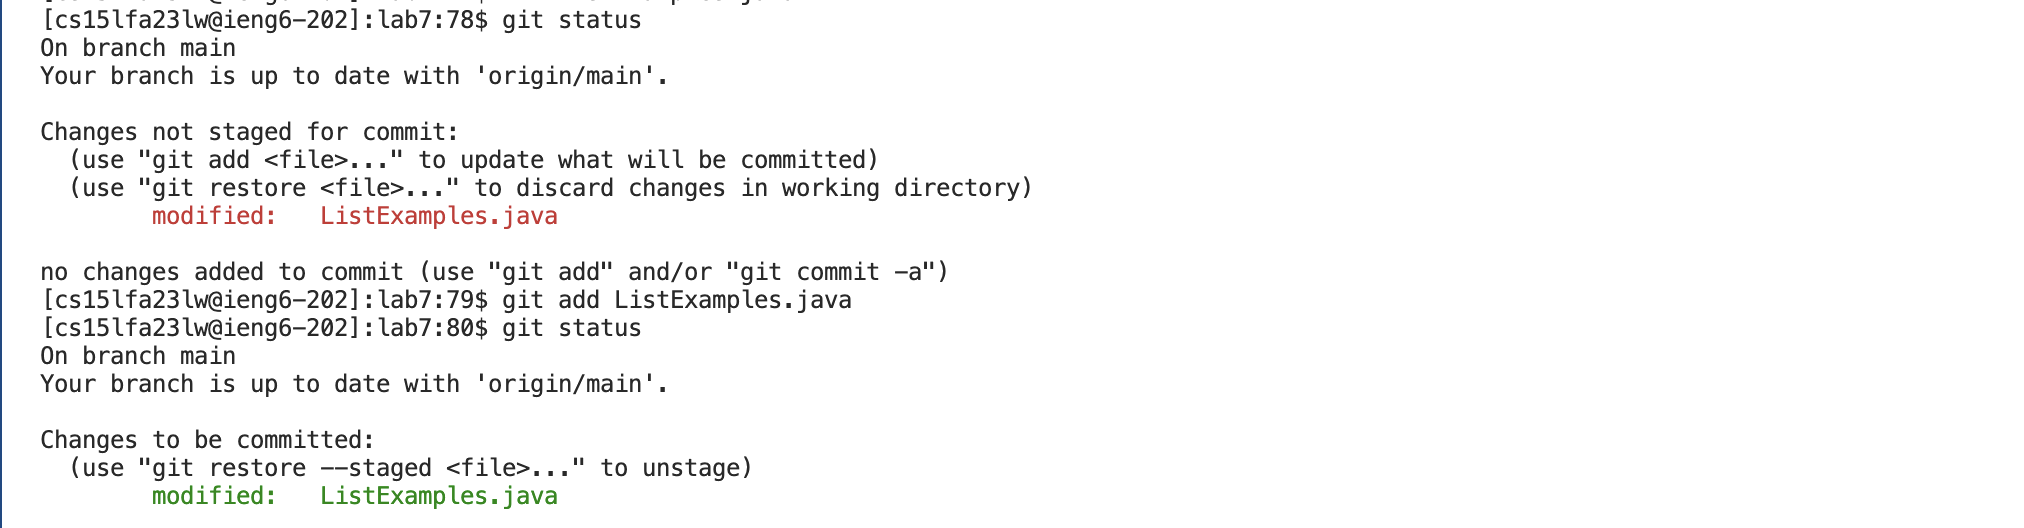 [cs15lfa23lw@ieng6-202]:lab7:78$ git status
On branch main
Your branch is up to date with 'origin/main'.
Changes not staged for commit:
(use "git add <file>..." to update what will be committed)
(use "git restore <file>..." to discard changes in working directory)
modified:   ListExamples.java
no changes added to commit (use "git add" and/or "git commit -a")
[cs15lfa23lw@ieng6-202]:lab7:79$ git add ListExamples.java
[cs15lfa23lw@ieng6-202]:lab7:80$ git status
On branch main
Your branch is up to date with 'origin/main'.
Changes to be committed:
(use "git restore --staged <file>..." to unstage)
modified:   ListExamples.java